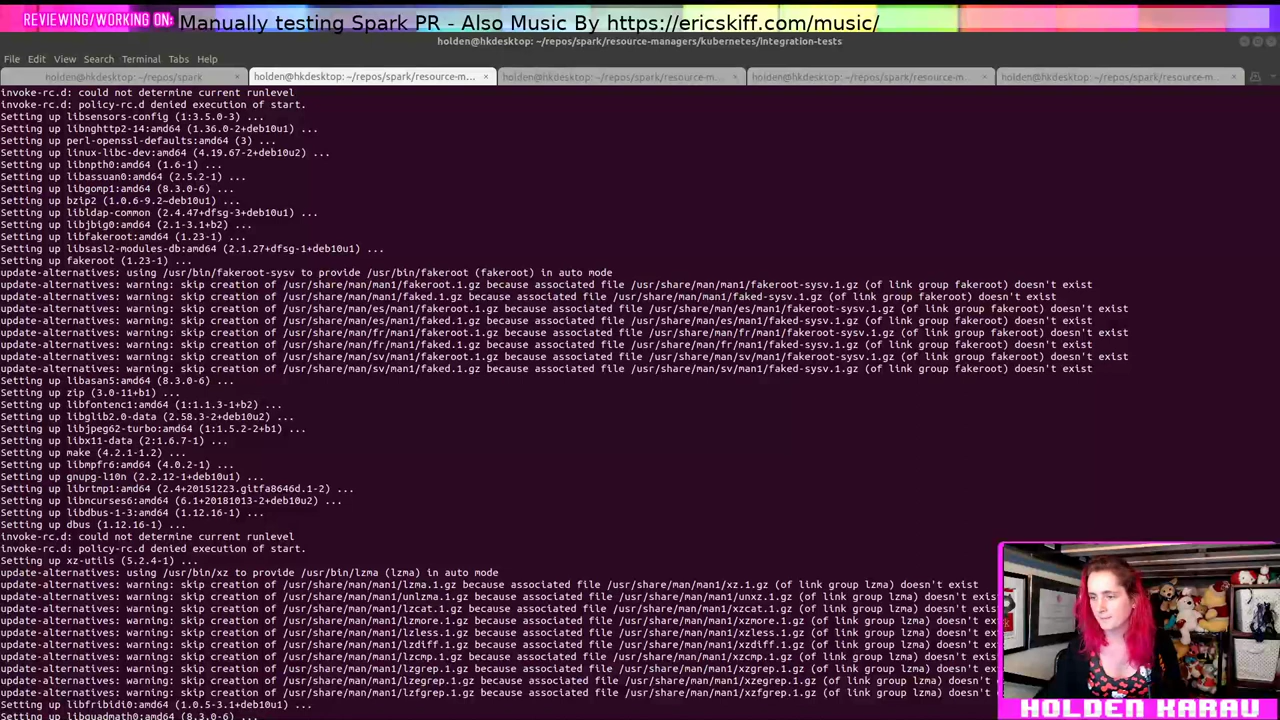 REVIEWING/WORKING ON: Manually testing Spark PR - Also Music By https://ericskiff.com/music/
holden@hkdesktop: ~/repos/spark/resource-managers/kubernetes/integration-tests
File Edit View Search Terminal Tabs Help
holden@hkdesktop: ~/repos/spark × holden@hkdesktop: ~/repos/spark/resource-m... × holden@hkdesktop: ~/repos/spark/resource-m... × holden@hkdesktop: ~/repos/spark/resource-m... × holden@hkdesktop: ~/repos/spark/resource-m... ×
invoke-rc.d: could not determine current runlevel
invoke-rc.d: policy-rc.d denied execution of start.
Setting up libsensors-config (1:3.5.0-3) ...
Setting up libnghttp2-14:amd64 (1.36.0-2+deb10u1) ...
Setting up perl-openssl-defaults:amd64 (3) ...
Setting up linux-libc-dev:amd64 (4.19.67-2+deb10u2) ...
Setting up libnpth0:amd64 (1.6-1) ...
Setting up libassuan0:amd64 (2.5.2-1) ...
Setting up libgomp1:amd64 (8.3.0-6) ...
Setting up bzip2 (1.0.6-9.2~deb10u1) ...
Setting up libldap-common (2.4.47+dfsg-3+deb10u1) ...
Setting up libjbig0:amd64 (2.1-3.1+b2) ...
Setting up libfakeroot:amd64 (1.23-1) ...
Setting up libsasl2-modules-db:amd64 (2.1.27+dfsg-1+deb10u1) ...
Setting up fakeroot (1.23-1) ...
update-alternatives: using /usr/bin/fakeroot-sysv to provide /usr/bin/fakeroot (fakeroot) in auto mode
update-alternatives: warning: skip creation of /usr/share/man/man1/fakeroot.1.gz because associated file /usr/share/man/man1/fakeroot-sysv.1.gz (of link group fakeroot) doesn't exist
update-alternatives: warning: skip creation of /usr/share/man/man1/faked.1.gz because associated file /usr/share/man/man1/faked-sysv.1.gz (of link group fakeroot) doesn't exist
update-alternatives: warning: skip creation of /usr/share/man/es/man1/fakeroot.1.gz because associated file /usr/share/man/es/man1/fakeroot-sysv.1.gz (of link group fakeroot) doesn't exist
update-alternatives: warning: skip creation of /usr/share/man/es/man1/faked.1.gz because associated file /usr/share/man/es/man1/faked-sysv.1.gz (of link group fakeroot) doesn't exist
update-alternatives: warning: skip creation of /usr/share/man/fr/man1/fakeroot.1.gz because associated file /usr/share/man/fr/man1/fakeroot-sysv.1.gz (of link group fakeroot) doesn't exist
update-alternatives: warning: skip creation of /usr/share/man/fr/man1/faked.1.gz because associated file /usr/share/man/fr/man1/faked-sysv.1.gz (of link group fakeroot) doesn't exist
update-alternatives: warning: skip creation of /usr/share/man/sv/man1/fakeroot.1.gz because associated file /usr/share/man/sv/man1/fakeroot-sysv.1.gz (of link group fakeroot) doesn't exist
update-alternatives: warning: skip creation of /usr/share/man/sv/man1/faked.1.gz because associated file /usr/share/man/sv/man1/faked-sysv.1.gz (of link group fakeroot) doesn't exist
Setting up libasan5:amd64 (8.3.0-6) ...
Setting up zip (3.0-11+b1) ...
Setting up libfontenc1:amd64 (1:1.1.3-1+b2) ...
Setting up libglib2.0-data (2.58.3-2+deb10u2) ...
Setting up libjpeg62-turbo:amd64 (1:1.5.2-2+b1) ...
Setting up libx11-data (2:1.6.7-1) ...
Setting up make (4.2.1-1.2) ...
Setting up libmpfr6:amd64 (4.0.2-1) ...
Setting up gnupg-l10n (2.2.12-1+deb10u1) ...
Setting up librtmp1:amd64 (2.4+20151223.gitfa8646d.1-2) ...
Setting up libncurses6:amd64 (6.1+20181013-2+deb10u2) ...
Setting up libdbus-1-3:amd64 (1.12.16-1) ...
Setting up dbus (1.12.16-1) ...
invoke-rc.d: could not determine current runlevel
invoke-rc.d: policy-rc.d denied execution of start.
Setting up xz-utils (5.2.4-1) ...
update-alternatives: using /usr/bin/xz to provide /usr/bin/lzma (lzma) in auto mode
update-alternatives: warning: skip creation of /usr/share/man/man1/lzma.1.gz because associated file /usr/share/man/man1/xz.1.gz (of link group lzma) doesn't exist
update-alternatives: warning: skip creation of /usr/share/man/man1/unlzma.1.gz because associated file /usr/share/man/man1/unxz.1.gz (of link group lzma) doesn't exis
update-alternatives: warning: skip creation of /usr/share/man/man1/lzcat.1.gz because associated file /usr/share/man/man1/xzcat.1.gz (of link group lzma) doesn't ex
update-alternatives: warning: skip creation of /usr/share/man/man1/lzmore.1.gz because associated file /usr/share/man/man1/xzmore.1.gz (of link group lzma) doesn't ex
update-alternatives: warning: skip creation of /usr/share/man/man1/lzless.1.gz because associated file /usr/share/man/man1/xzless.1.gz (of link group lzma) doesn't ex
update-alternatives: warning: skip creation of /usr/share/man/man1/lzdiff.1.gz because associated file /usr/share/man/man1/xzdiff.1.gz (of link group lzma) doesn't ex
update-alternatives: warning: skip creation of /usr/share/man/man1/lzcmp.1.gz because associated file /usr/share/man/man1/xzcmp.1.gz (of link group lzma) doesn't exis
update-alternatives: warning: skip creation of /usr/share/man/man1/lzgrep.1.gz because associated file /usr/share/man/man1/xzgrep.1.gz (of link group lzma) doesn't ex
update-alternatives: warning: skip creation of /usr/share/man/man1/lzegrep.1.gz because associated file /usr/share/man/man1/xzegrep.1.gz (of link group lzma) doesn't
update-alternatives: warning: skip creation of /usr/share/man/man1/lzfgrep.1.gz because associated file /usr/share/man/man1/xzfgrep.1.gz (of link group lzma) doesn't
Setting up libfribidi0:amd64 (1.0.5-3.1+deb10u1) ...
Setting up libquadmath0:amd64 (8.3.0-6) ...
HOLDEN KARAU